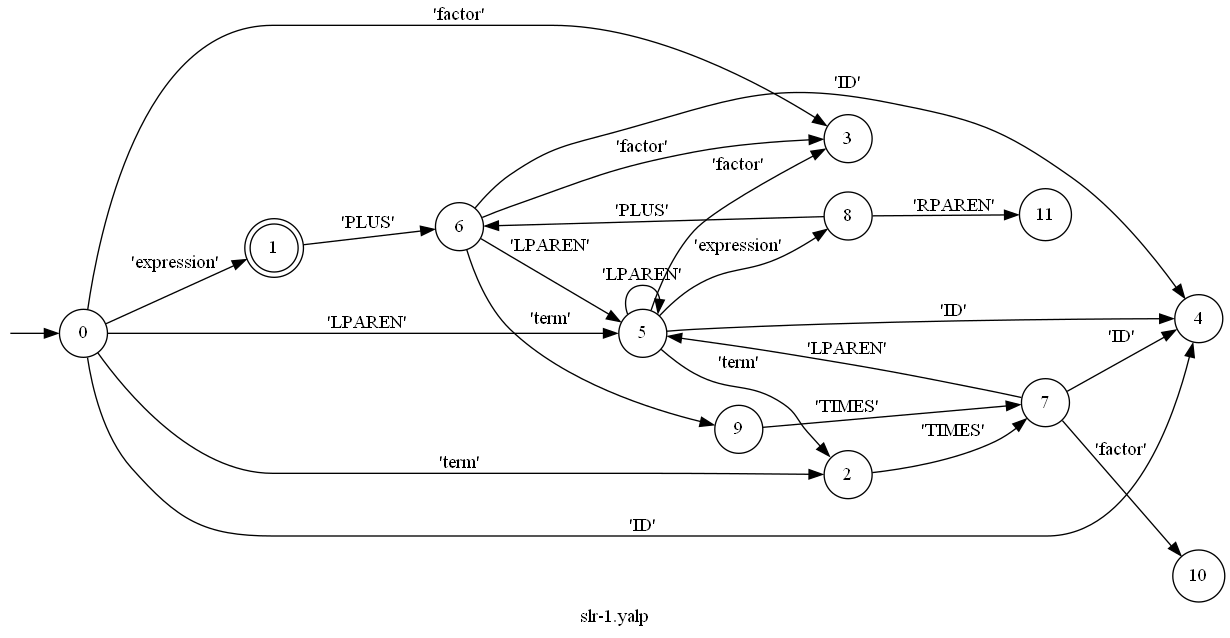 'factor'
'ID'
3
'factor'
'factor'
'PLUS'
8
'RPAREN'
11
'PLUS'
6
1
'expression'
'LPAREN'
'expression'
'LPAREN'
0
'LPAREN'
'term'
5
'ID'
4
'term'
'LPAREN'
'ID'
7
'TIMES'
9
'TIMES'
'factor'
'term'
2
'ID'
10
slr-1.yalp